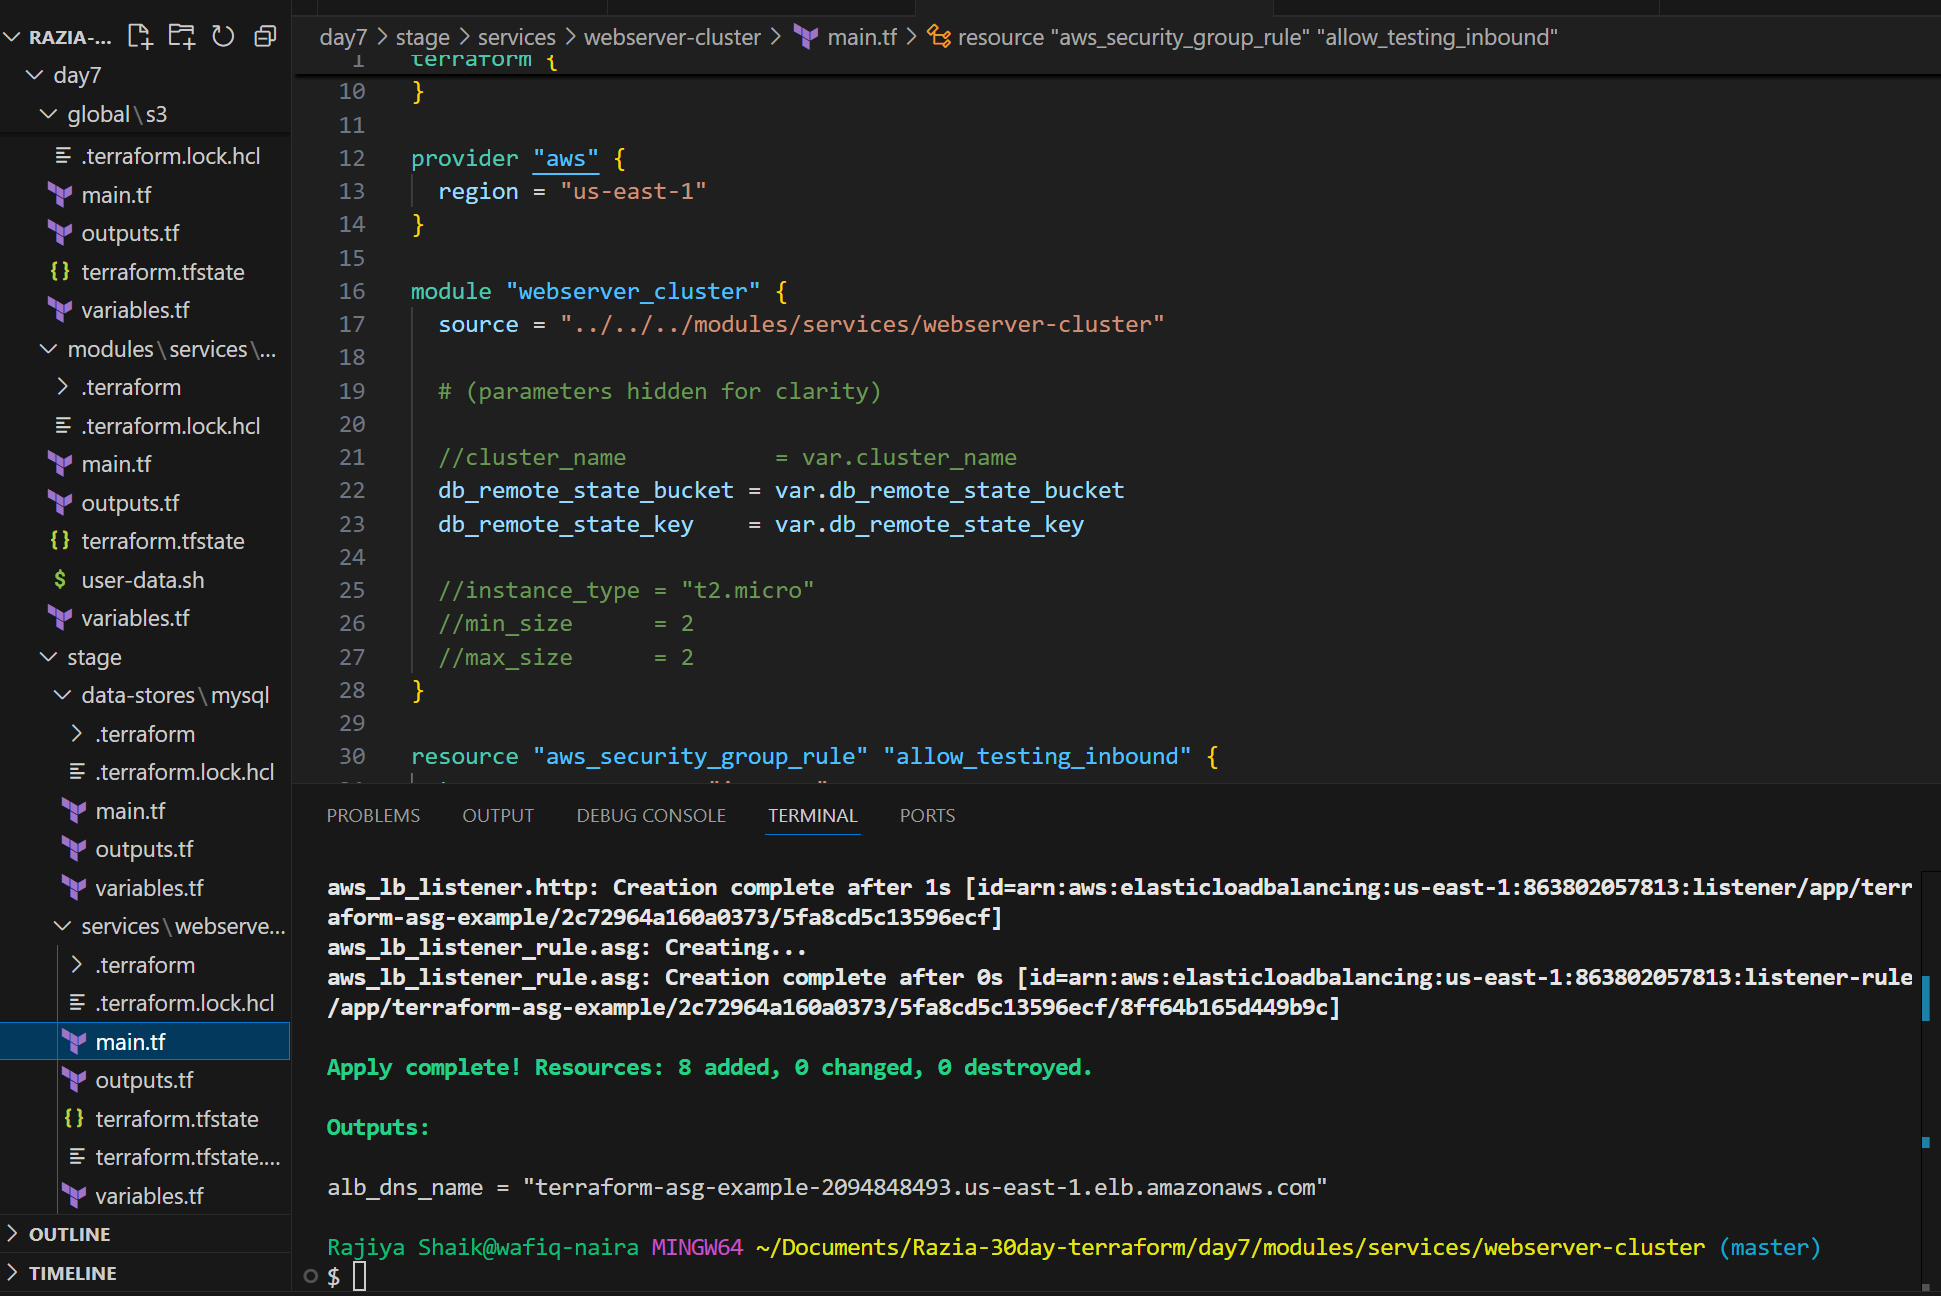 RAZIA-...
day7
global\s3
.terraform.lock.hcl
main.tf
outputs.tf
terraform.tfstate
variables.tf
modules\services\...
.terraform
.terraform.lock.hcl
main.tf
outputs.tf
terraform.tfstate
user-data.sh
variables.tf
stage
data-stores\mysql
.terraform
.terraform.lock.hcl
main.tf
outputs.tf
variables.tf
services\webserve...
.terraform
.terraform.lock.hcl
main.tf
outputs.tf
terraform.tfstate
terraform.tfstate....
variables.tf
OUTLINE
TIMELINE
day7 > stage > services > webserver-cluster > main.tf > resource "aws_security_group_rule" "allow_testing_inbound"
1 terraform {
10 }
11
12 provider "aws" {
13 region = "us-east-1"
14 }
15
16 module "webserver_cluster" {
17 source = "../../../modules/services/webserver-cluster"
18
19 # (parameters hidden for clarity)
20
21 //cluster_name = var.cluster_name
22 db_remote_state_bucket = var.db_remote_state_bucket
23 db_remote_state_key = var.db_remote_state_key
24
25 //instance_type = "t2.micro"
26 //min_size = 2
27 //max_size = 2
28 }
29
30 resource "aws_security_group_rule" "allow_testing_inbound" {
PROBLEMS OUTPUT DEBUG CONSOLE TERMINAL PORTS
aws_lb_listener.http: Creation complete after 1s [id=arn:aws:elasticloadbalancing:us-east-1:863802057813:listener/app/terr
aform-asg-example/2c72964a160a0373/5fa8cd5c13596ecf]
aws_lb_listener_rule.asg: Creating...
aws_lb_listener_rule.asg: Creation complete after 0s [id=arn:aws:elasticloadbalancing:us-east-1:863802057813:listener-rule
/app/terraform-asg-example/2c72964a160a0373/5fa8cd5c13596ecf/8ff64b165d449b9c]
Apply complete! Resources: 8 added, 0 changed, 0 destroyed.
Outputs:
alb_dns_name = "terraform-asg-example-2094848493.us-east-1.elb.amazonaws.com"
Rajiya Shaik@wafiq-naira MINGW64 ~/Documents/Razia-30day-terraform/day7/modules/services/webserver-cluster (master)
$